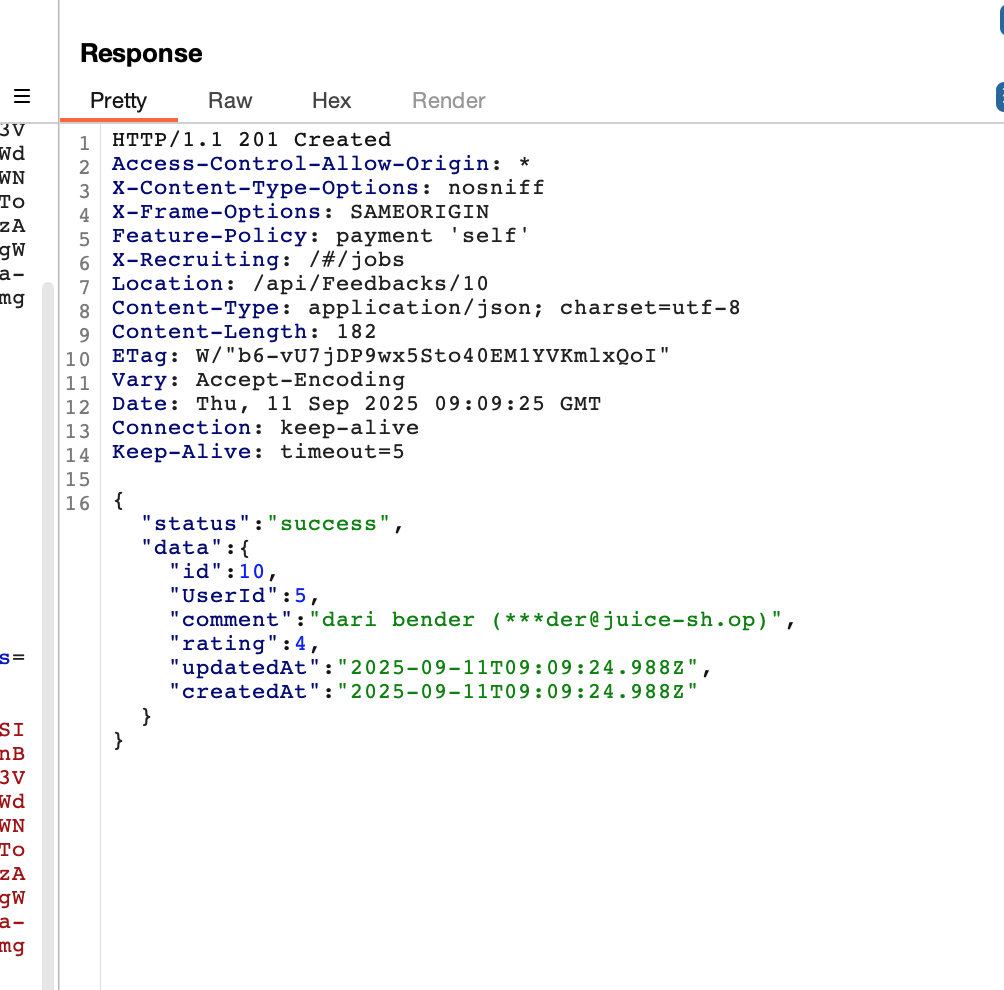 Response
Pretty Raw Hex Render
3V
Wd
WN
To
zA
gW
a-
mg
s=
SI
nB
3V
Wd
WN
To
zA
gW
a-
mg
1 HTTP/1.1 201 Created
2 Access-Control-Allow-Origin: *
3 X-Content-Type-Options: nosniff
4 X-Frame-Options: SAMEORIGIN
5 Feature-Policy: payment 'self'
6 X-Recruiting: /#/jobs
7 Location: /api/Feedbacks/10
8 Content-Type: application/json; charset=utf-8
9 Content-Length: 182
10 ETag: W/"b6-vU7jDP9wx5Sto40EM1YVKmlxQoI"
11 Vary: Accept-Encoding
12 Date: Thu, 11 Sep 2025 09:09:25 GMT
13 Connection: keep-alive
14 Keep-Alive: timeout=5
15
16 {
"status":"success",
"data":{
"id":10,
"UserId":5,
"comment":"dari bender (***der@juice-sh.op)",
"rating":4,
"updatedAt":"2025-09-11T09:09:24.988Z",
"createdAt":"2025-09-11T09:09:24.988Z"
}
}